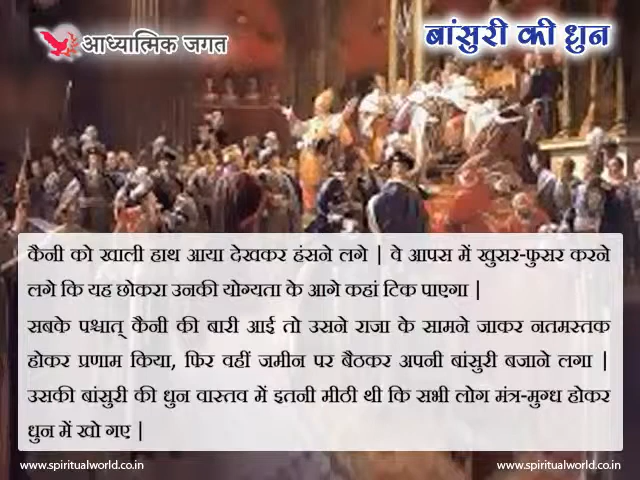 आध्यात्मिक जगत
बांसुरी की धुन
कैनी को खाली हाथ आया देखकर हंसने लगे | वे आपस में खुसर-फुसर करने
लगे कि यह छोकरा उनकी योग्यता के आगे कहां टिक पाएगा |
सबके पश्चात् कैनी की बारी आई तो उसने राजा के सामने जाकर नतमस्तक
होकर प्रणाम किया, फिर वहीं जमीन पर बैठकर अपनी बांसुरी बजाने लगा |
उसकी बांसुरी की धुन वास्तव में इतनी मीठी थी कि सभी लोग मंत्र-मुग्ध होकर
धुन में खो गए |
www.spiritualworld.co.in
www.spiritualworld.co.in